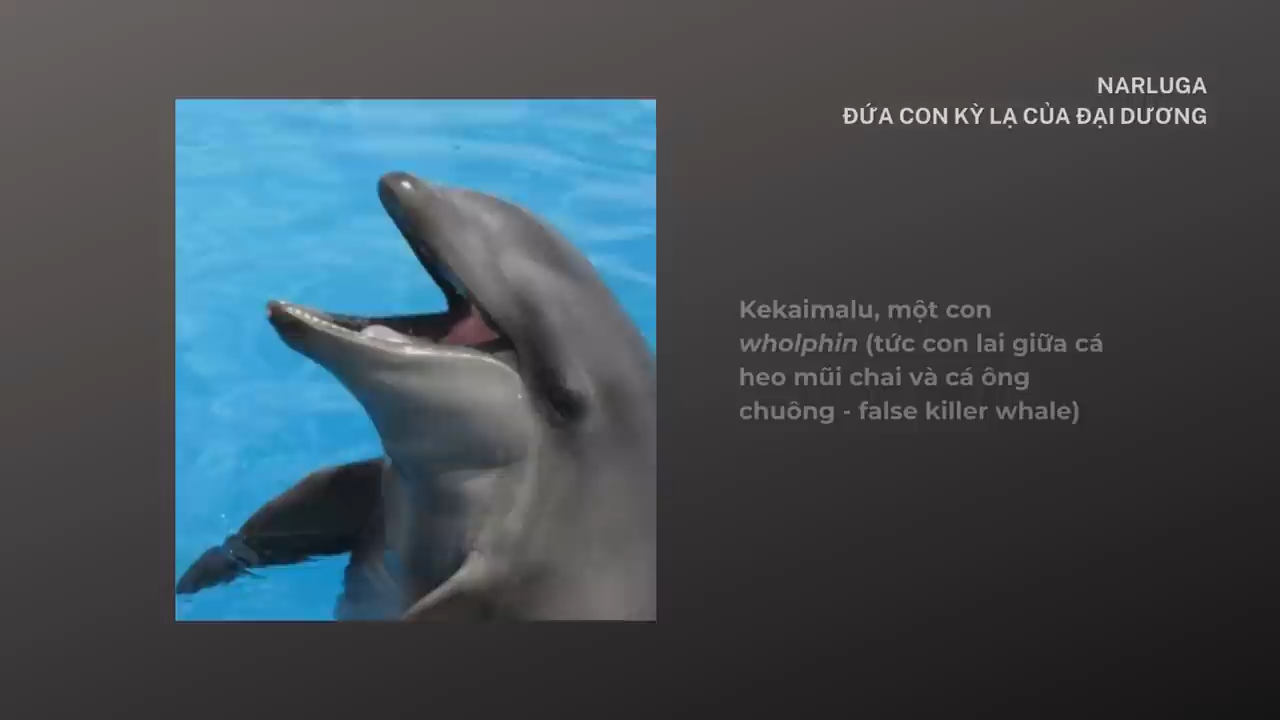 NARLUGA
ĐỨA CON KỲ LẠ CỦA ĐẠI DƯƠNG
Kekaimalu, một con
wholphin (tức con lai giữa cá
heo mũi chai và cá ông
chuông - false killer whale)